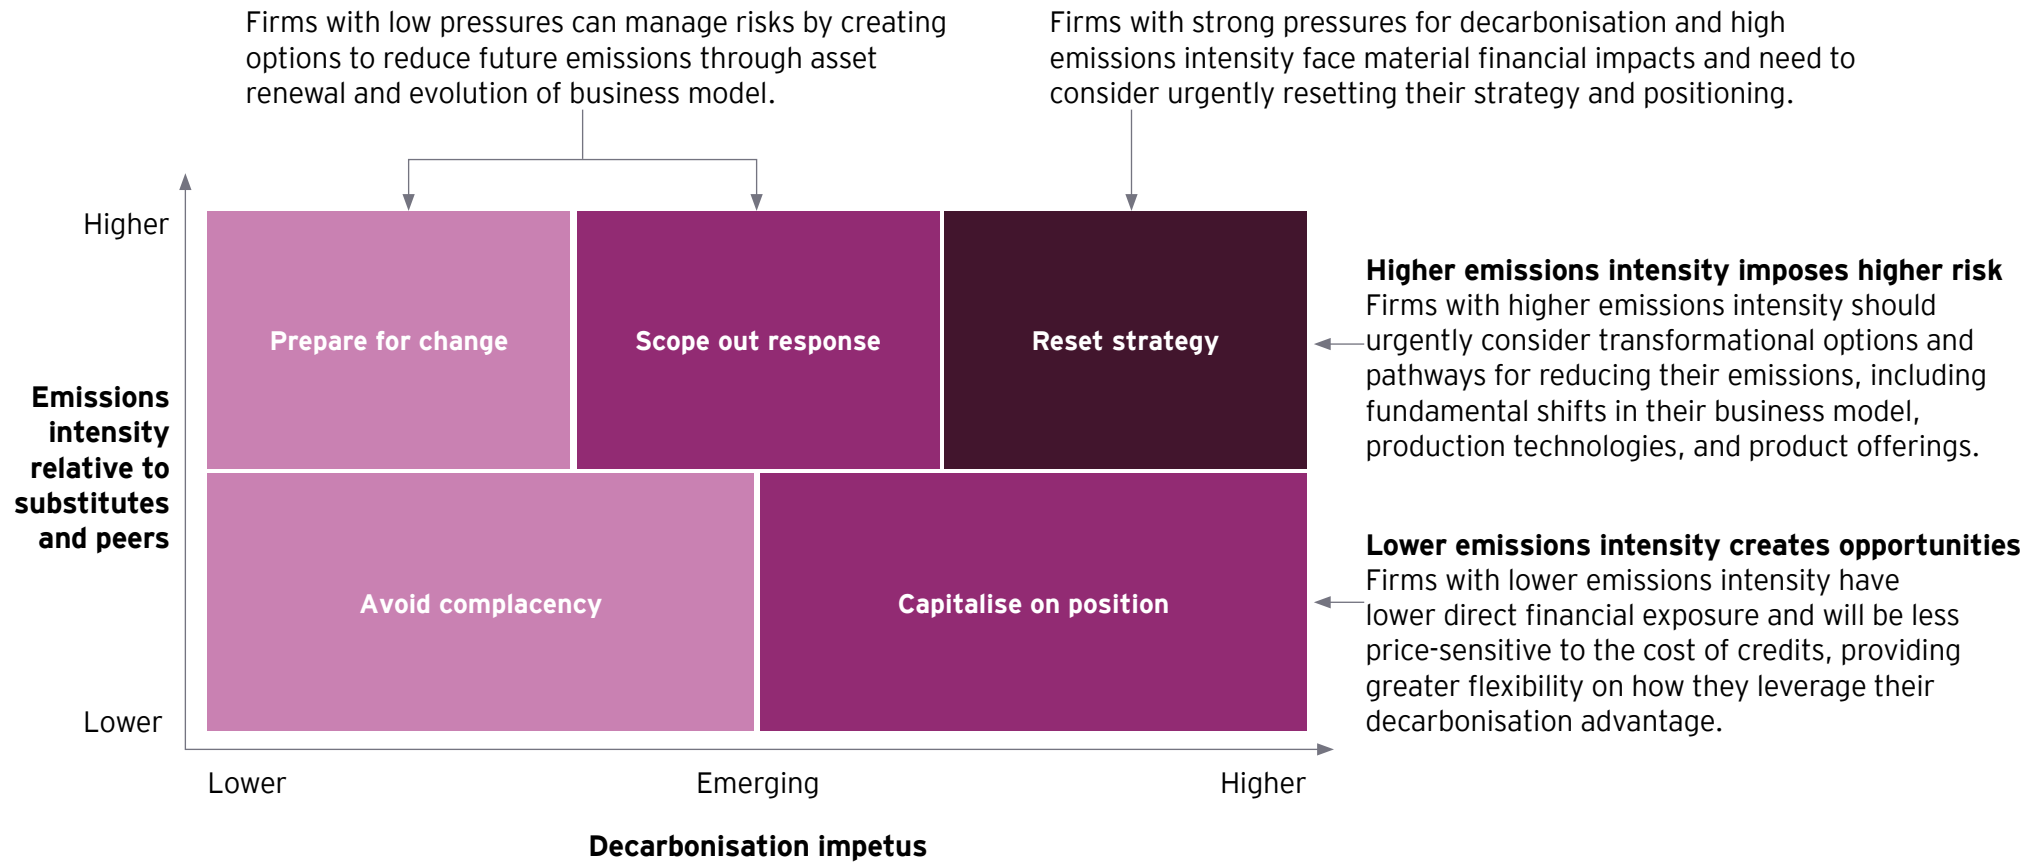 Firms with low pressures can manage risks by creating
options to reduce future emissions through asset
renewal and evolution of business model.
Firms with strong pressures for decarbonisation and high
emissions intensity face material financial impacts and need to
consider urgently resetting their strategy and positioning.
Higher
Emissions
intensity
relative to
substitutes
and peers
Lower
Prepare for change
Scope out response
Reset strategy
Avoid complacency
Capitalise on position
Higher emissions intensity imposes higher risk
Firms with higher emissions intensity should
urgently consider transformational options and
pathways for reducing their emissions, including
fundamental shifts in their business model,
production technologies, and product offerings.
Lower emissions intensity creates opportunities
Firms with lower emissions intensity have
lower direct financial exposure and will be less
price-sensitive to the cost of credits, providing
greater flexibility on how they leverage their
decarbonisation advantage.
Lower
Emerging
Higher
Decarbonisation impetus